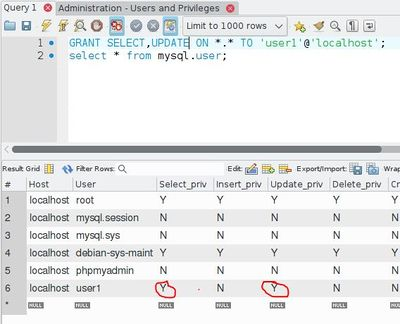 Query 1 Administration - Users and Privileges
Limit to 1000 rows
1 GRANT SELECT,UPDATE ON *.* TO 'user1'@'localhost';
2 select * from mysql.user;
Result Grid Filter Rows: Edit: Export/Import: Wrap
# Host User Select_priv Insert_priv Update_priv Delete_priv Cr
1 localhost root Y Y Y Y Y
2 localhost mysql.session N N N N N
3 localhost mysql.sys N N N N N
4 localhost debian-sys-maint Y Y Y Y Y
5 localhost phpmyadmin N N N N N
6 localhost user1 Y N Y N N
* NULL NULL NULL NULL NULL NULL NULL